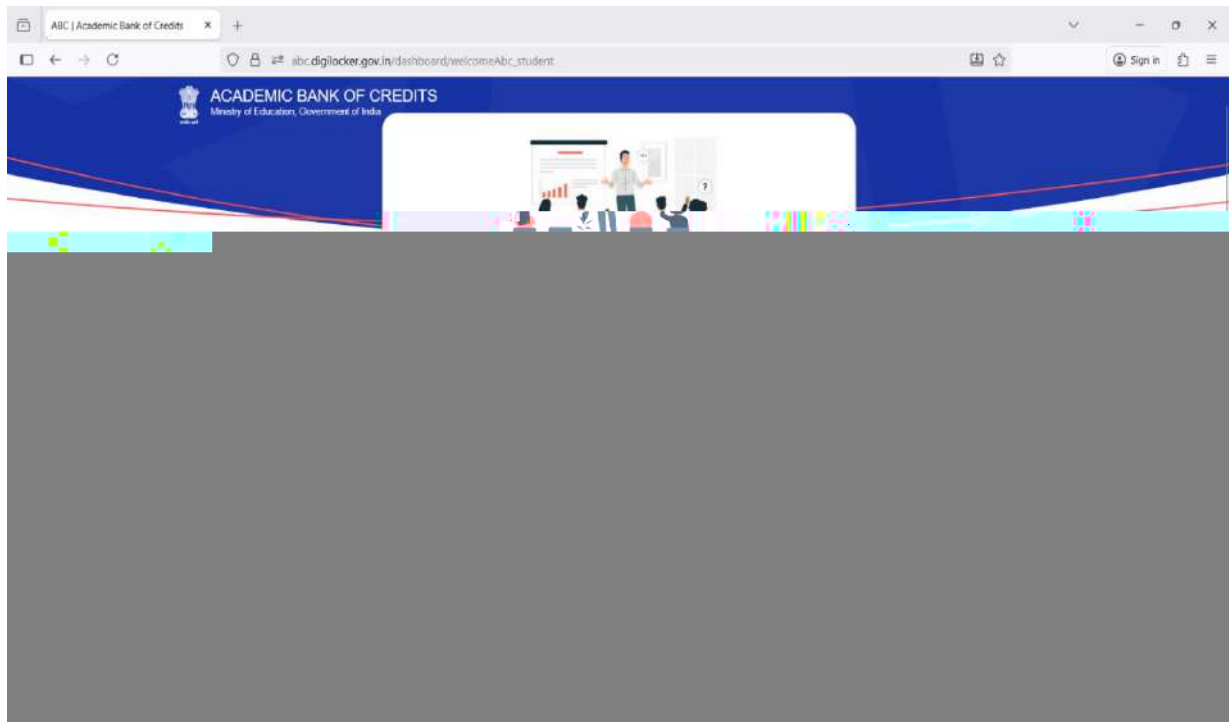 ABC | Academic Bank of Credits
abc.digilocker.gov.in/dashboard/welcomeAbc_student
Sign in
ACADEMIC BANK OF CREDITS
Ministry of Education, Government of India
?